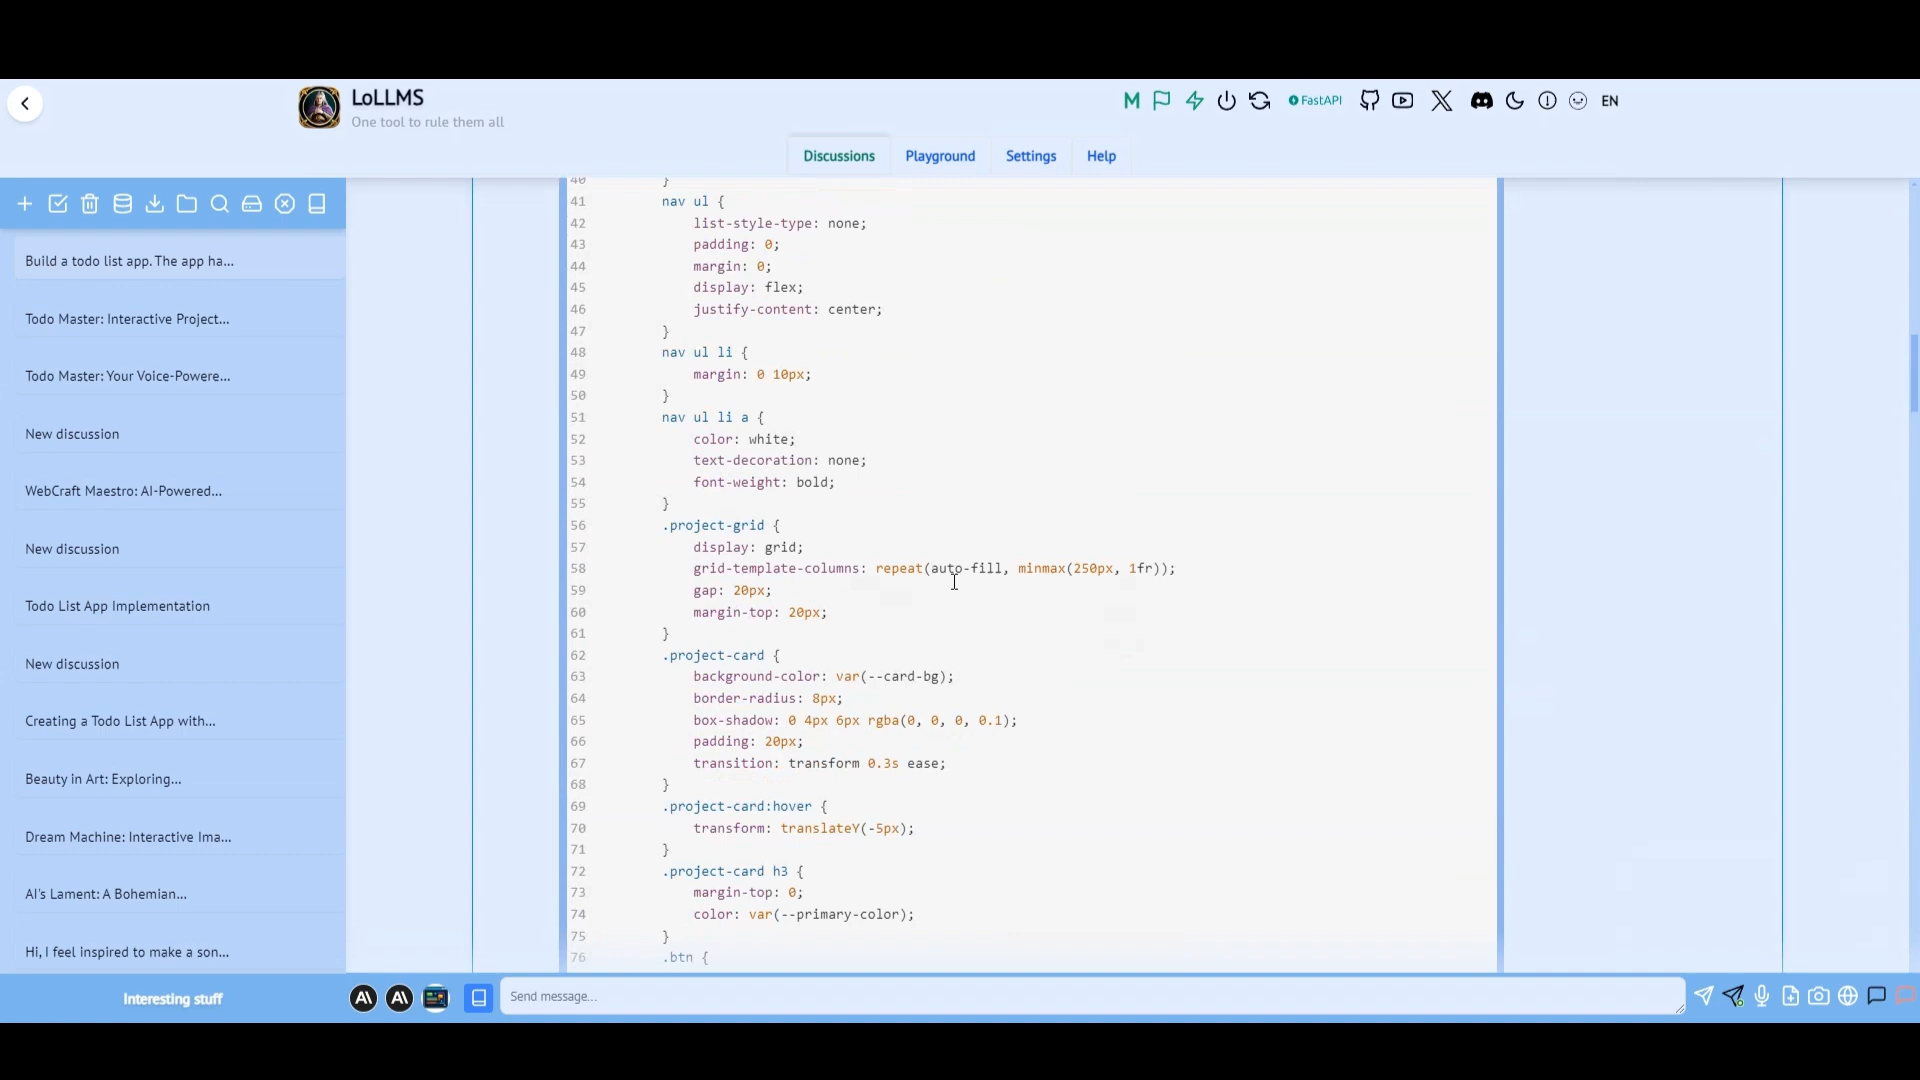 LoLLMS
One tool to rule them all
M
FastAPI
EN
Discussions
Playground
Settings
Help
Build a todo list app. The app ha...
Todo Master: Interactive Project...
Todo Master: Your Voice-Powere...
New discussion
WebCraft Maestro: AI-Powered...
New discussion
Todo List App Implementation
New discussion
Creating a Todo List App with...
Beauty in Art: Exploring...
Dream Machine: Interactive Ima...
AI's Lament: A Bohemian...
Hi, I feel inspired to make a son...
Interesting stuff
40 }
41 nav ul {
42 list-style-type: none;
43 padding: 0;
44 margin: 0;
45 display: flex;
46 justify-content: center;
47 }
48 nav ul li {
49 margin: 0 10px;
50 }
51 nav ul li a {
52 color: white;
53 text-decoration: none;
54 font-weight: bold;
55 }
56 .project-grid {
57 display: grid;
58 grid-template-columns: repeat(auto-fill, minmax(250px, 1fr));
59 gap: 20px;
60 margin-top: 20px;
61 }
62 .project-card {
63 background-color: var(--card-bg);
64 border-radius: 8px;
65 box-shadow: 0 4px 6px rgba(0, 0, 0, 0.1);
66 padding: 20px;
67 transition: transform 0.3s ease;
68 }
69 .project-card:hover {
70 transform: translateY(-5px);
71 }
72 .project-card h3 {
73 margin-top: 0;
74 color: var(--primary-color);
75 }
76 .btn {
Send message...